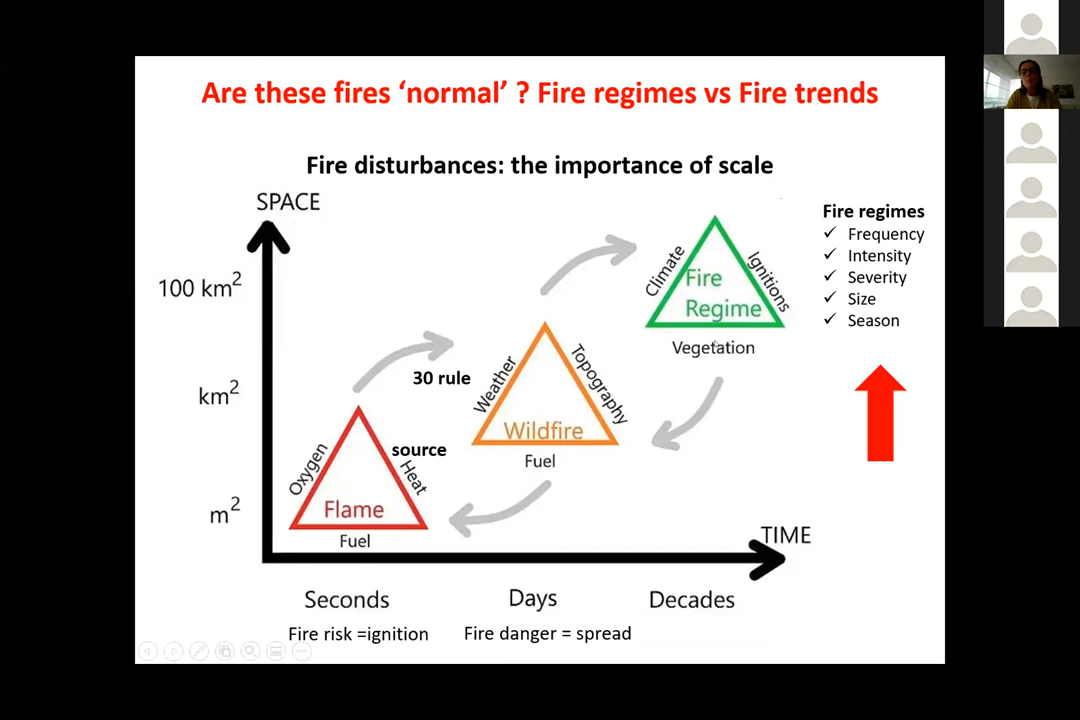 Are these fires ‘normal’ ? Fire regimes vs Fire trends
Fire disturbances: the importance of scale
SPACE
100 km²
km²
m²
Oxygen
source
Heat
Flame
Fuel
30 rule
Weather
Topography
Wildfire
Fuel
Climate
Ignitions
Fire
Regime
Vegetation
Fire regimes
✓ Frequency
✓ Intensity
✓ Severity
✓ Size
✓ Season
TIME
Seconds
Days
Decades
Fire risk =ignition
Fire danger = spread